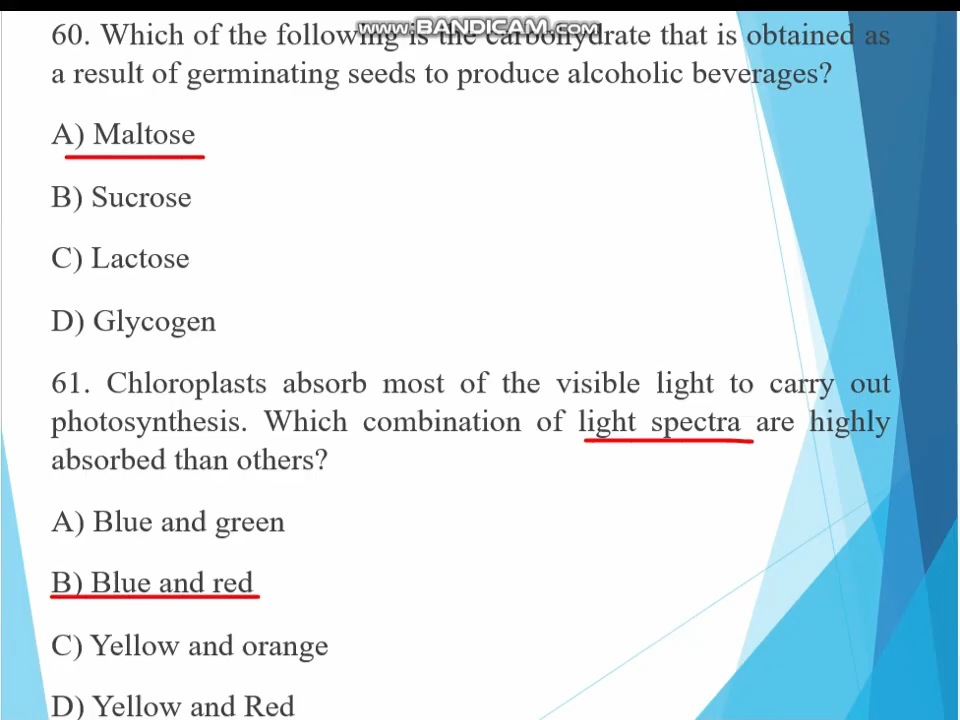 www.BANDICAM.com
60. Which of the following is the carbohydrate that is obtained as
a result of germinating seeds to produce alcoholic beverages?
A) Maltose
B) Sucrose
C) Lactose
D) Glycogen
61. Chloroplasts absorb most of the visible light to carry out
photosynthesis. Which combination of light spectra are highly
absorbed than others?
A) Blue and green
B) Blue and red
C) Yellow and orange
D) Yellow and Red